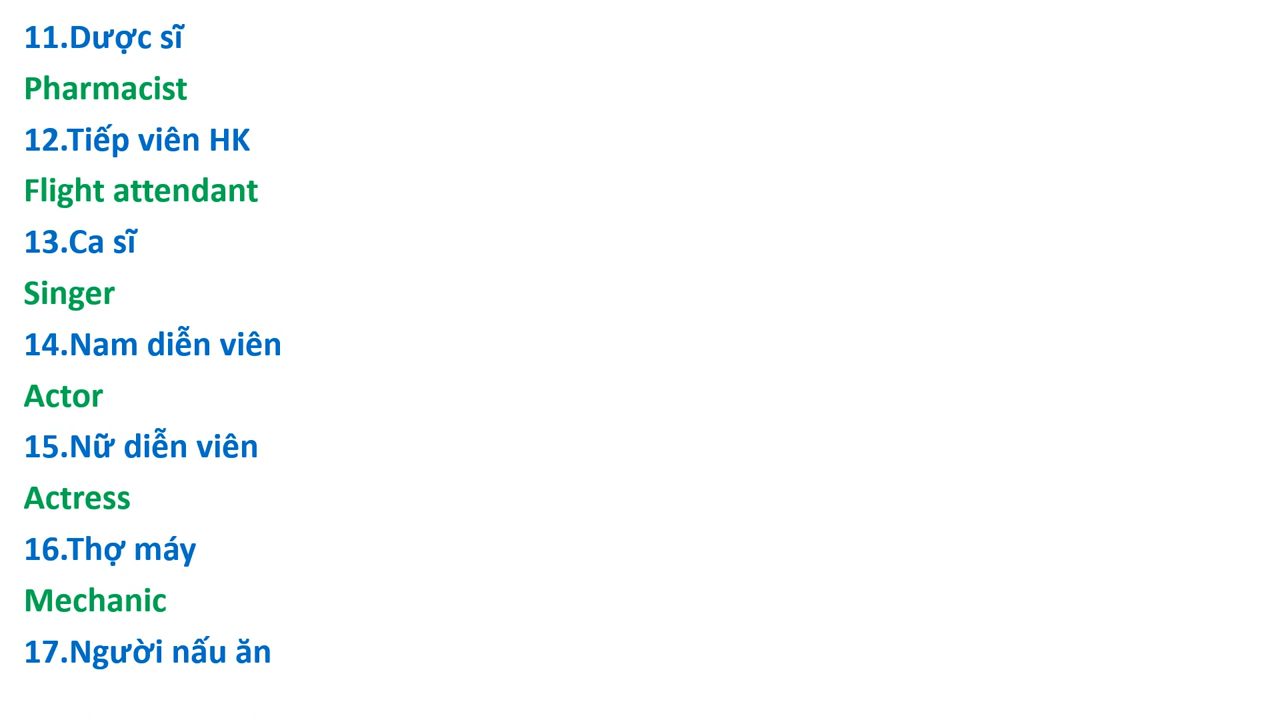 11.Dược sĩ
Pharmacist
12.Tiếp viên HK
Flight attendant
13.Ca sĩ
Singer
14.Nam diễn viên
Actor
15.Nữ diễn viên
Actress
16.Thợ máy
Mechanic
17.Người nấu ăn